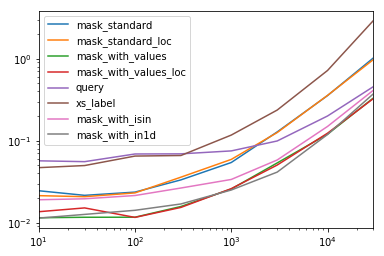 mask_standard
mask_standard_loc
mask_with_values
mask_with_values_loc
query
xs_label
mask_with_isin
mask_with_in1d
10⁰
10⁻¹
10⁻²
10¹ 10² 10³ 10⁴